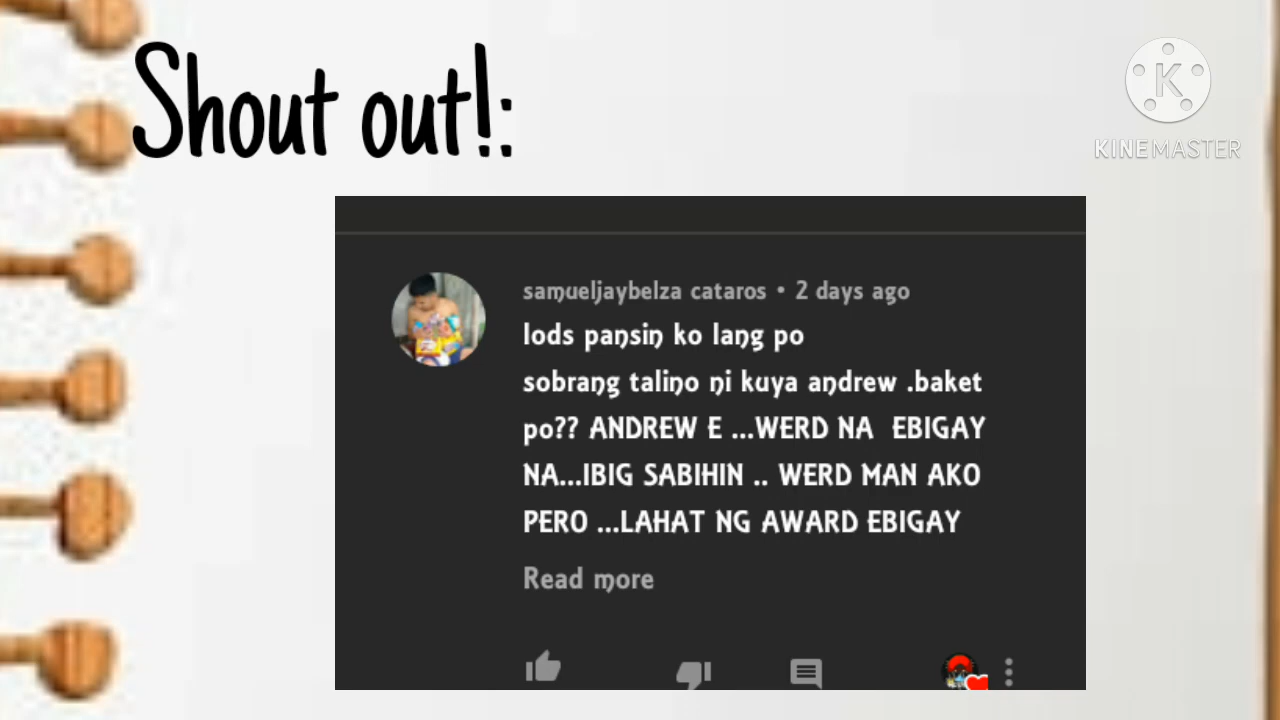 Shout out!:
KINEMASTER
samueljaybelza cataros • 2 days ago
lods pansin ko lang po
sobrang talino ni kuya andrew .baket
po?? ANDREW E ...WERD NA EBIGAY
NA...IBIG SABIHIN .. WERD MAN AKO
PERO ...LAHAT NG AWARD EBIGAY
Read more